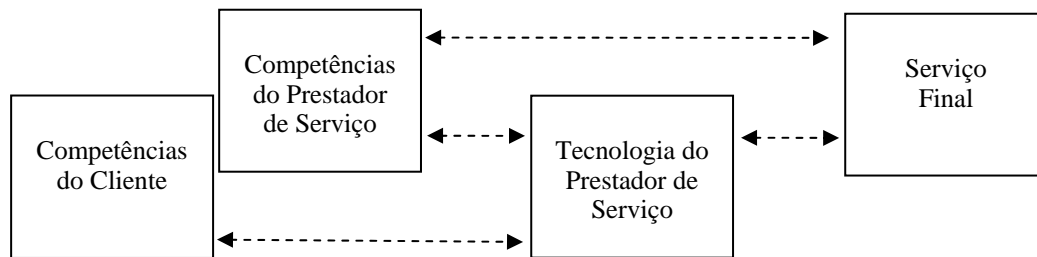 Competências
do Prestador
de Serviço
Serviço
Final
Competências
do Cliente
Tecnologia do
Prestador de
Serviço